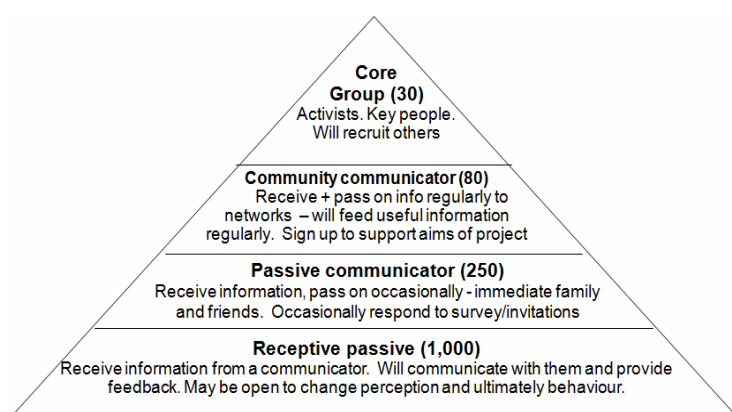 Core
Group (30)
Activists. Key people.
Will recruit others
Community communicator (80)
Receive + pass on info regularly to
networks – will feed useful information
regularly. Sign up to support aims of project
Passive communicator (250)
Receive information, pass on occasionally - immediate family
and friends. Occasionally respond to survey/invitations
Receptive passive (1,000)
Receive information from a communicator. Will communicate with them and provide
feedback. May be open to change perception and ultimately behaviour.